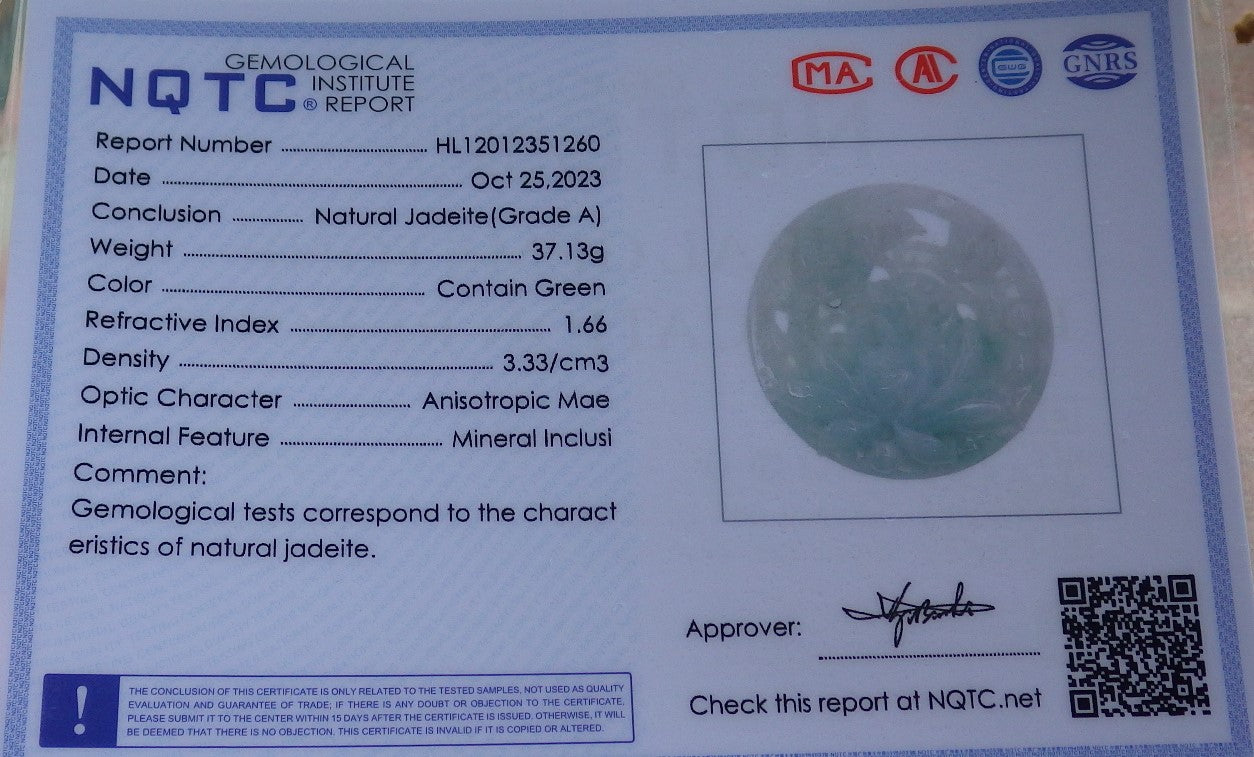 NQTC® GEMOLOGICAL INSTITUTE REPORT
MA AL GWG GNRS
Report Number HL12012351260
Date Oct 25,2023
Conclusion Natural Jadeite(Grade A)
Weight 37.13g
Color Contain Green
Refractive Index 1.66
Density 3.33/cm3
Optic Character Anisotropic Mae
Internal Feature Mineral Inclusi
Comment:
Gemological tests correspond to the charact
eristics of natural jadeite.
Approver:
Check this report at NQTC.net
! THE CONCLUSION OF THIS CERTIFICATE IS ONLY RELATED TO THE TESTED SAMPLES, NOT USED AS QUALITY
EVALUATION AND GUARANTEE OF TRADE; IF THERE IS ANY DOUBT OR OBJECTION TO THE CERTIFICATE,
PLEASE SUBMIT IT TO THE CENTER WITHIN 15 DAYS AFTER THE CERTIFICATE IS ISSUED. OTHERWISE, IT WILL
BE DEEMED THAT THERE IS NO OBJECTION. THIS CERTIFICATE IS INVALID IF IT IS COPIED OR ALTERED.